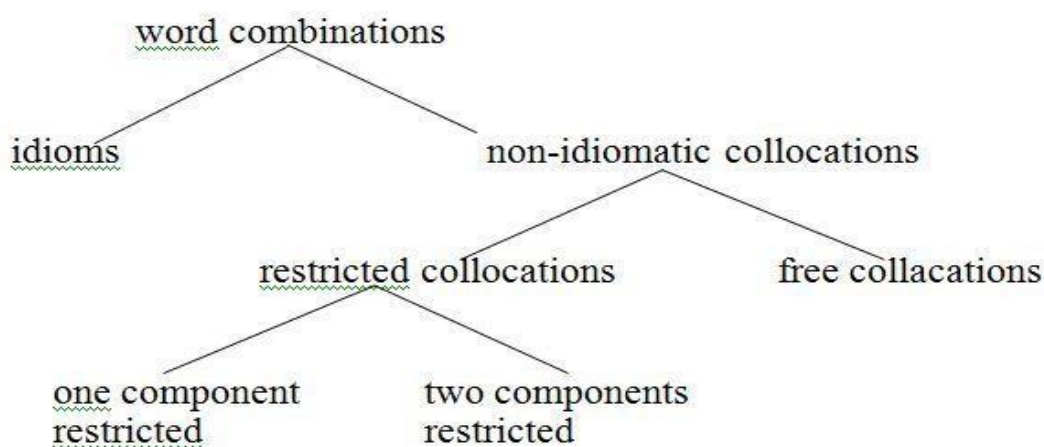 word combinations
idioms
non-idiomatic collocations
restricted collocations
free collacations
one component
restricted
two components
restricted